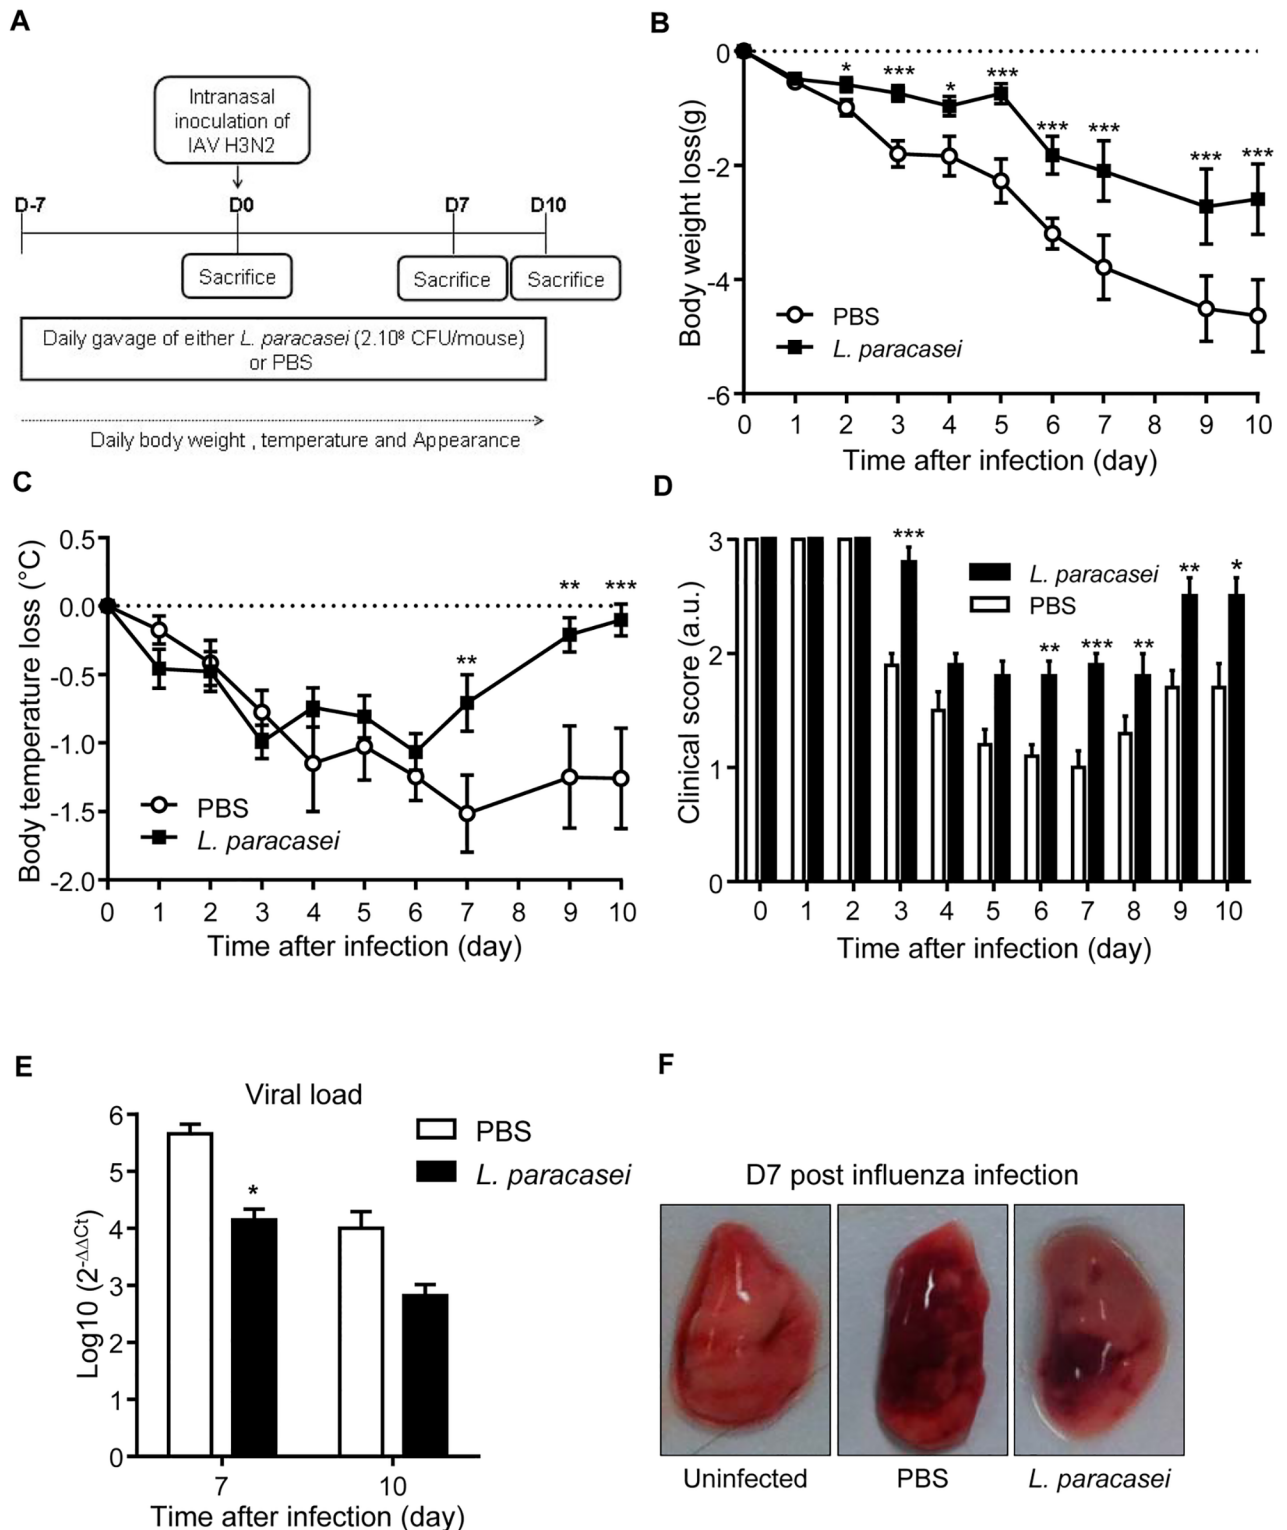 A
Intranasal
inoculation of
IAV H3N2
D-7 D0 D7 D10
Sacrifice Sacrifice Sacrifice
Daily gavage of either L. paracasei (2.10⁸ CFU/mouse)
or PBS
Daily body weight , temperature and Appearance
B
Body weight loss(g)
0
-2
-4
-6
* *** * *** *** *** *** ***
PBS
L. paracasei
0 1 2 3 4 5 6 7 8 9 10
Time after infection (day)
C
Body temperature loss (°C)
0.5
0.0
-0.5
-1.0
-1.5
-2.0
** ** ***
PBS
L. paracasei
0 1 2 3 4 5 6 7 8 9 10
Time after infection (day)
D
Clinical score (a.u.)
3
2
1
0
*** ** *** ** ** *
L. paracasei
PBS
0 1 2 3 4 5 6 7 8 9 10
Time after infection (day)
E
Viral load
Log10 (2-ΔΔCt)
6
5
4
3
2
1
0
*
PBS
L. paracasei
7 10
Time after infection (day)
F
D7 post influenza infection
Uninfected PBS L. paracasei